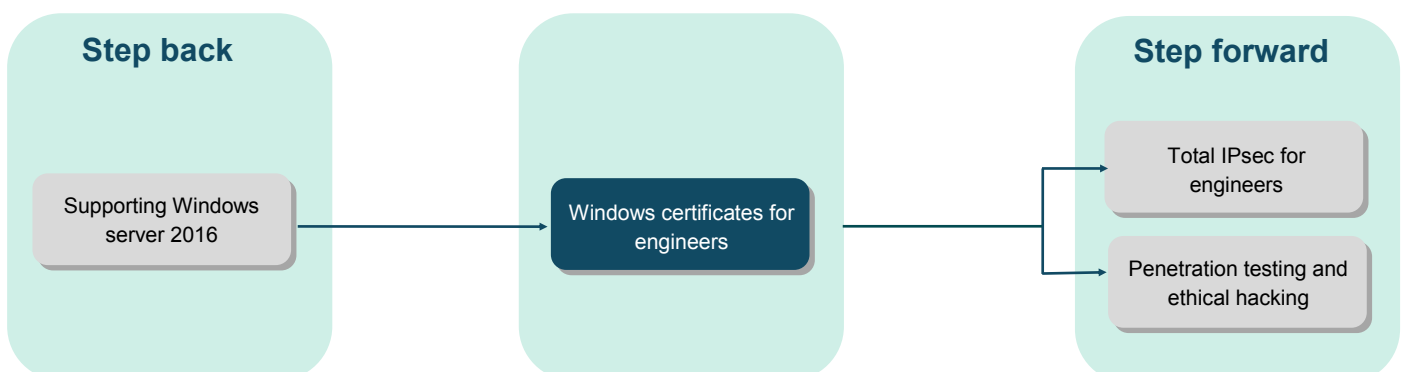 Step back
Supporting Windows
server 2016
Windows certificates for
engineers
Step forward
Total IPsec for
engineers
Penetration testing and
ethical hacking